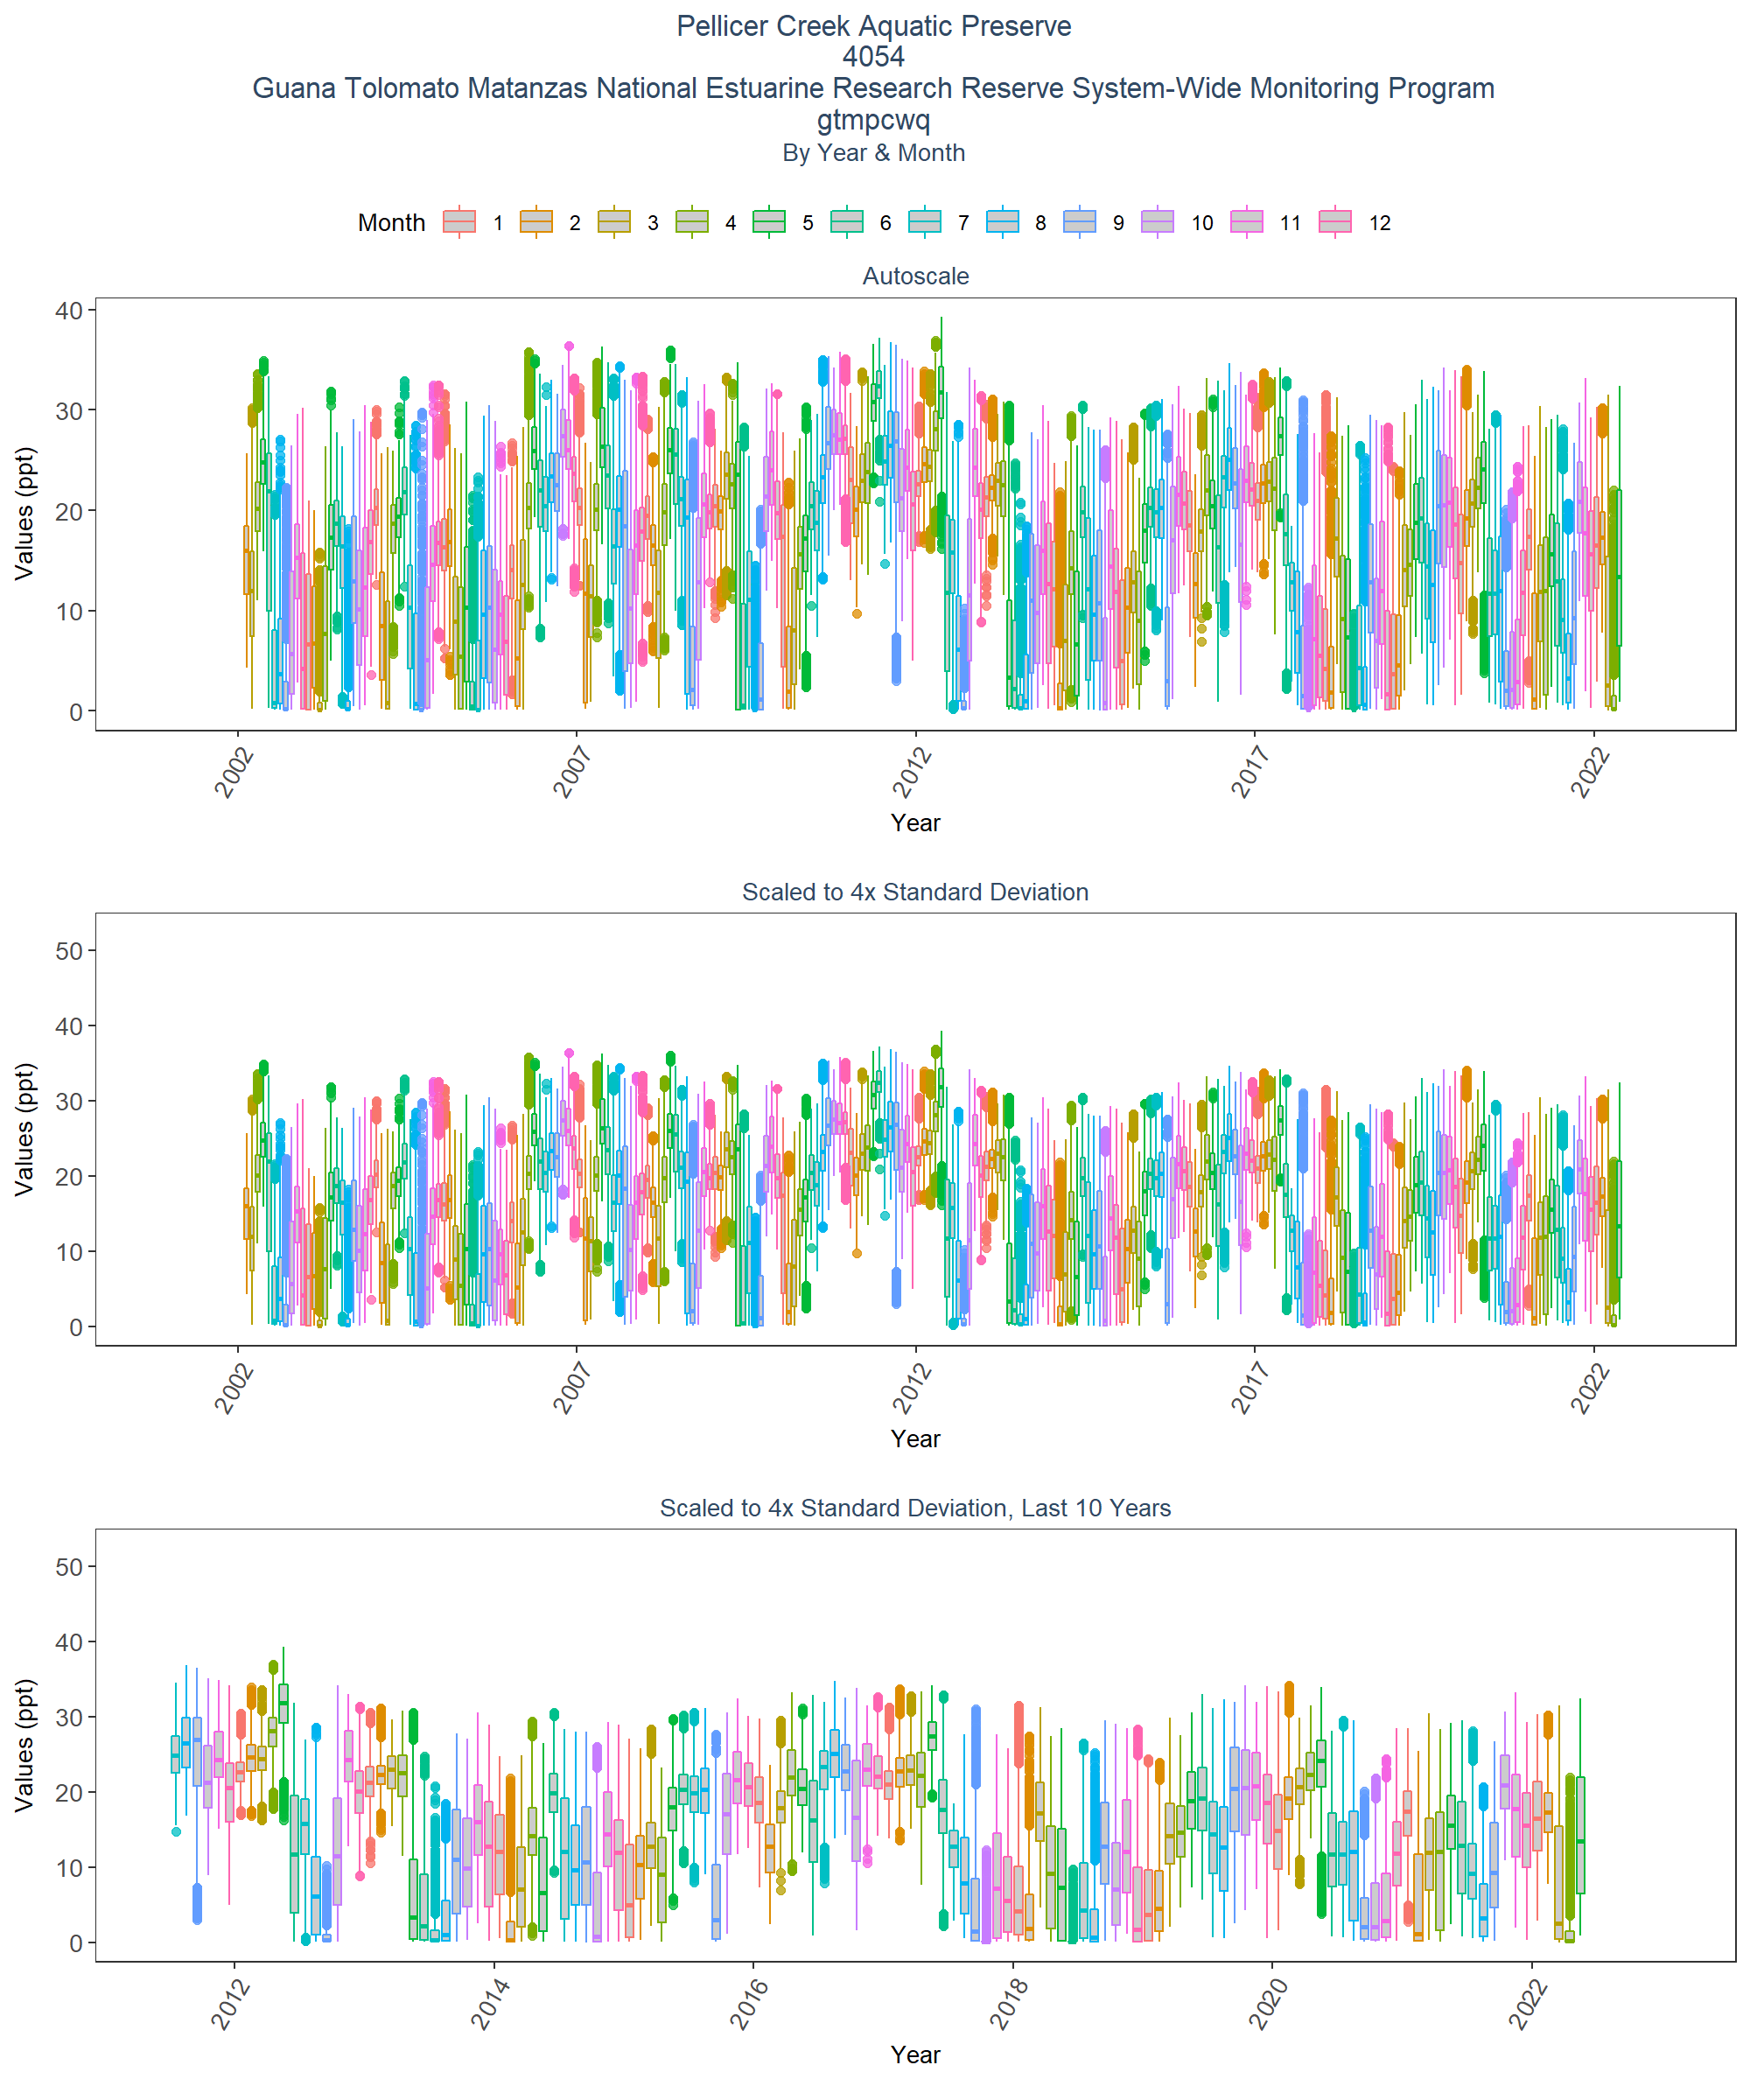 Pellicer Creek Aquatic Preserve
4054
Guana Tolomato Matanzas National Estuarine Research Reserve System-Wide Monitoring Program
gtmpcwq
By Year & Month
Month 1 2 3 4 5 6 7 8 9 10 11 12
Autoscale
Values (ppt)
40
30
20
10
0
2002 2007 2012 2017 2022
Year
Scaled to 4x Standard Deviation
Values (ppt)
50
40
30
20
10
0
2002 2007 2012 2017 2022
Year
Scaled to 4x Standard Deviation, Last 10 Years
Values (ppt)
50
40
30
20
10
0
2012 2014 2016 2018 2020 2022
Year